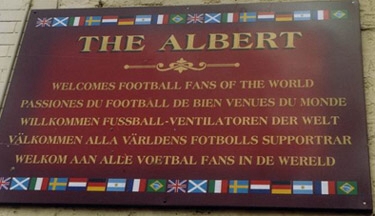 THE ALBERT
WELCOMES FOOTBALL FANS OF THE WORLD
PASSIONES DU FOOTBALL DE BIEN VENUES DU MONDE
WILLKOMMEN FUSSBALL-VENTILATOREN DER WELT
VÄLKOMMEN ALLA VÄRLDENS FOTBOLLS SUPPORTRAR
WELKOM AAN ALLE VOETBAL FANS IN DE WERELD